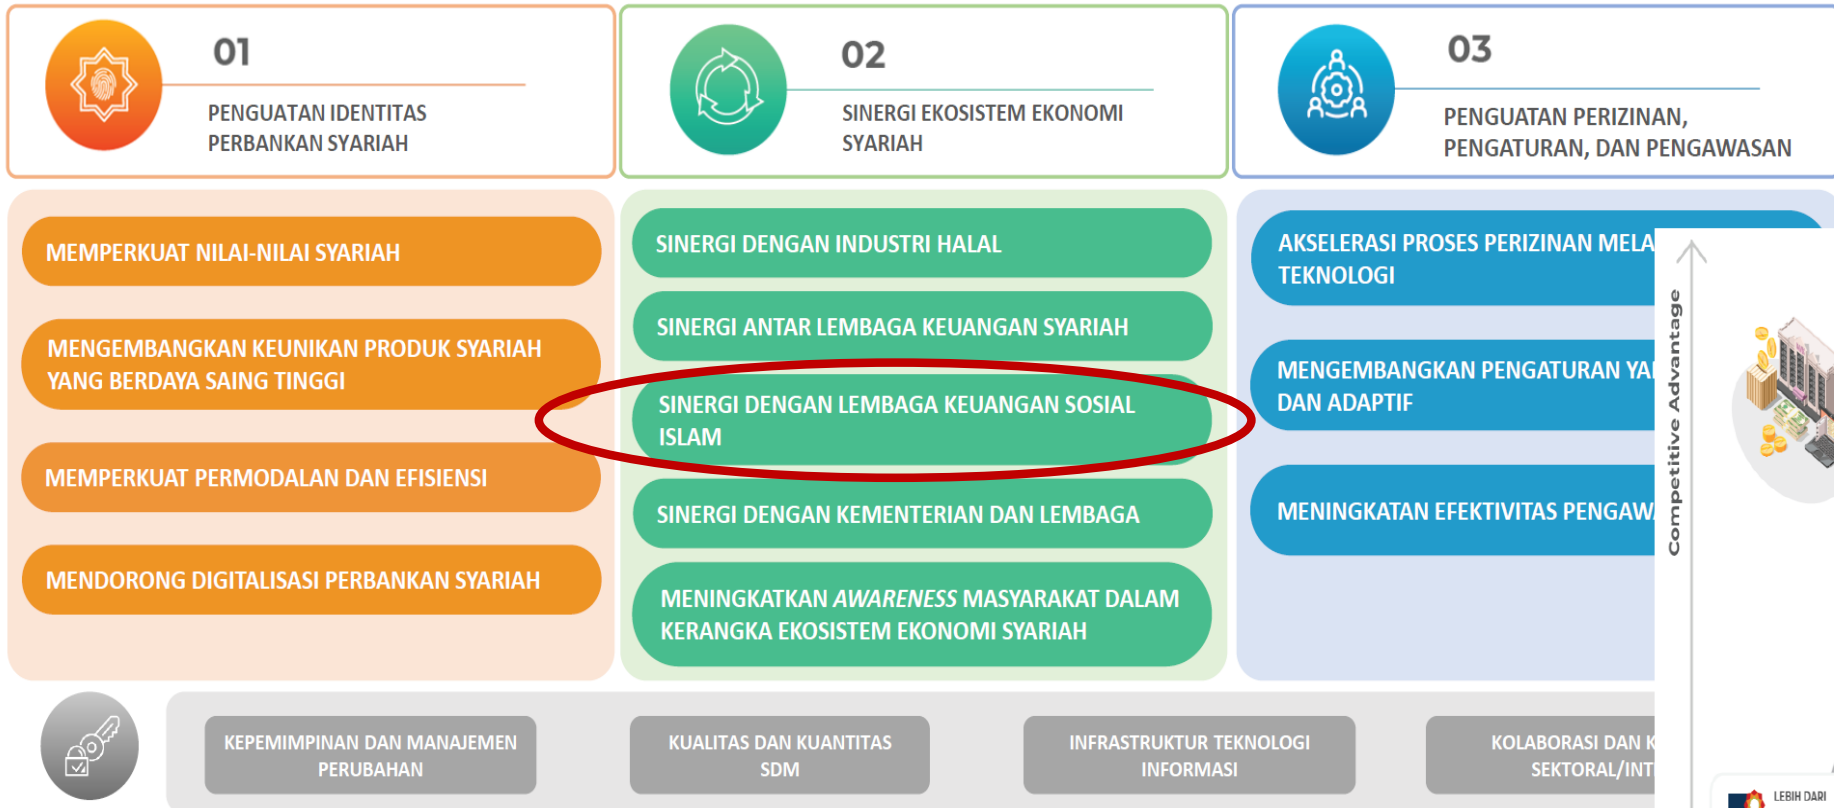 01
PENGUATAN IDENTITAS
PERBANKAN SYARIAH
02
SINERGI EKOSISTEM EKONOMI
SYARIAH
03
PENGUATAN PERIZINAN,
PENGATURAN, DAN PENGAWASAN
MEMPERKUAT NILAI-NILAI SYARIAH
MENGEMBANGKAN KEUNIKAN PRODUK SYARIAH
YANG BERDAYA SAING TINGGI
MEMPERKUAT PERMODALAN DAN EFISIENSI
MENDORONG DIGITALISASI PERBANKAN SYARIAH
SINERGI DENGAN INDUSTRI HALAL
SINERGI ANTAR LEMBAGA KEUANGAN SYARIAH
SINERGI DENGAN LEMBAGA KEUANGAN SOSIAL
ISLAM
SINERGI DENGAN KEMENTERIAN DAN LEMBAGA
MENINGKATKAN AWARENESS MASYARAKAT DALAM
KERANGKA EKOSISTEM EKONOMI SYARIAH
AKSELERASI PROSES PERIZINAN
TEKNOLOGI
MENGEMBANGKAN PENGATURAN
DAN ADAPTIF
MENINGKATAN EFEKTIVITAS
Competitive Advantage
KEPEMIMPINAN DAN MANAJEMEN
PERUBAHAN
KUALITAS DAN KUANTITAS
SDM
INFRASTRUKTUR TEKNOLOGI
INFORMASI
KOLABORASI DAN
SEKTORAL/
LEBIH DARI